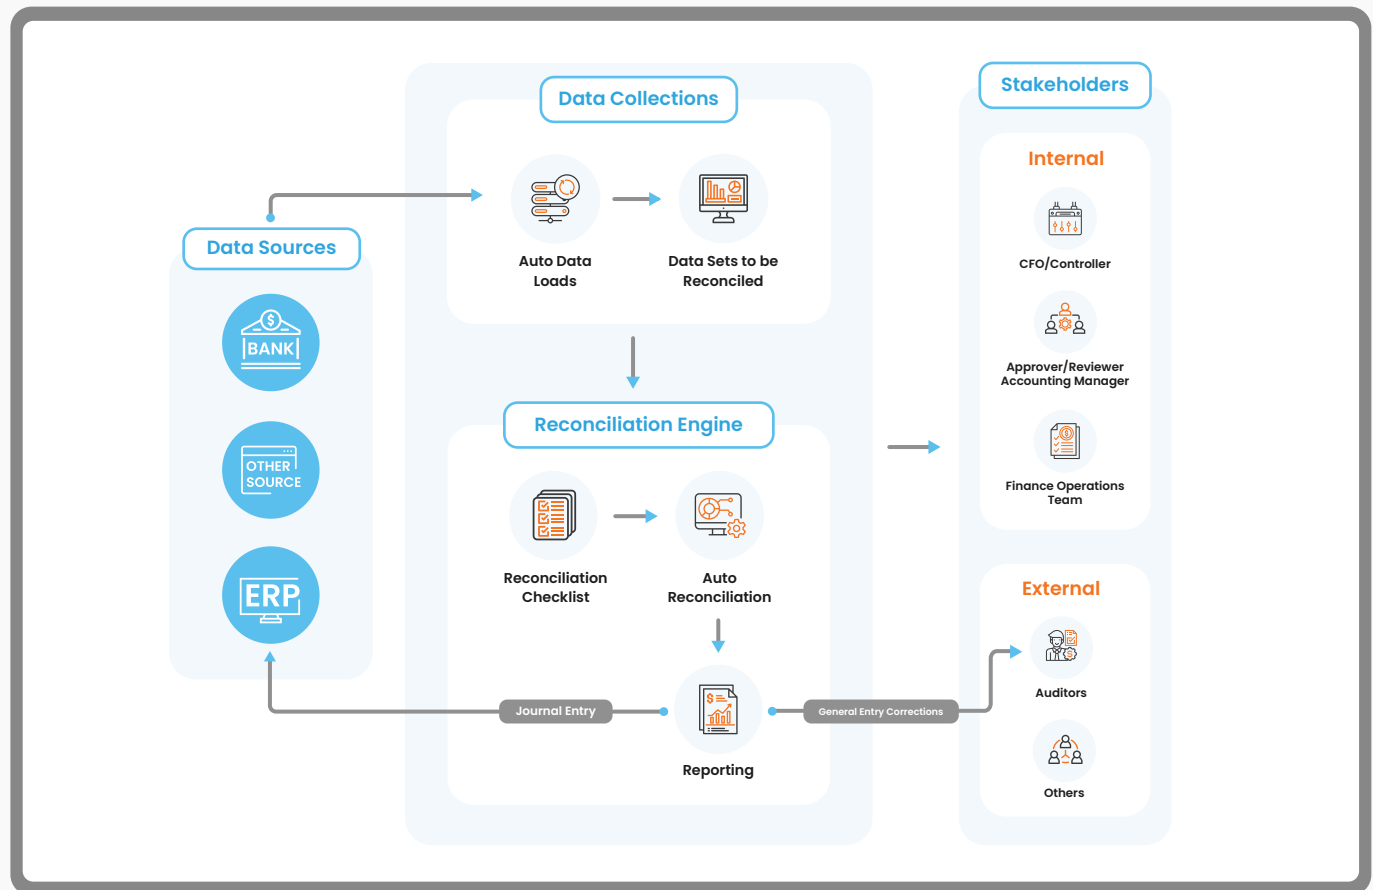 Data Sources
BANK
OTHER
SOURCE
ERP
Data Collections
Auto Data
Loads
Data Sets to be
Reconciled
Reconciliation Engine
Reconciliation
Checklist
Auto
Reconciliation
Journal Entry
General Entry Corrections
Reporting
Stakeholders
Internal
CFO/Controller
Approver/Reviewer
Accounting Manager
Finance Operations
Team
External
Auditors
Others